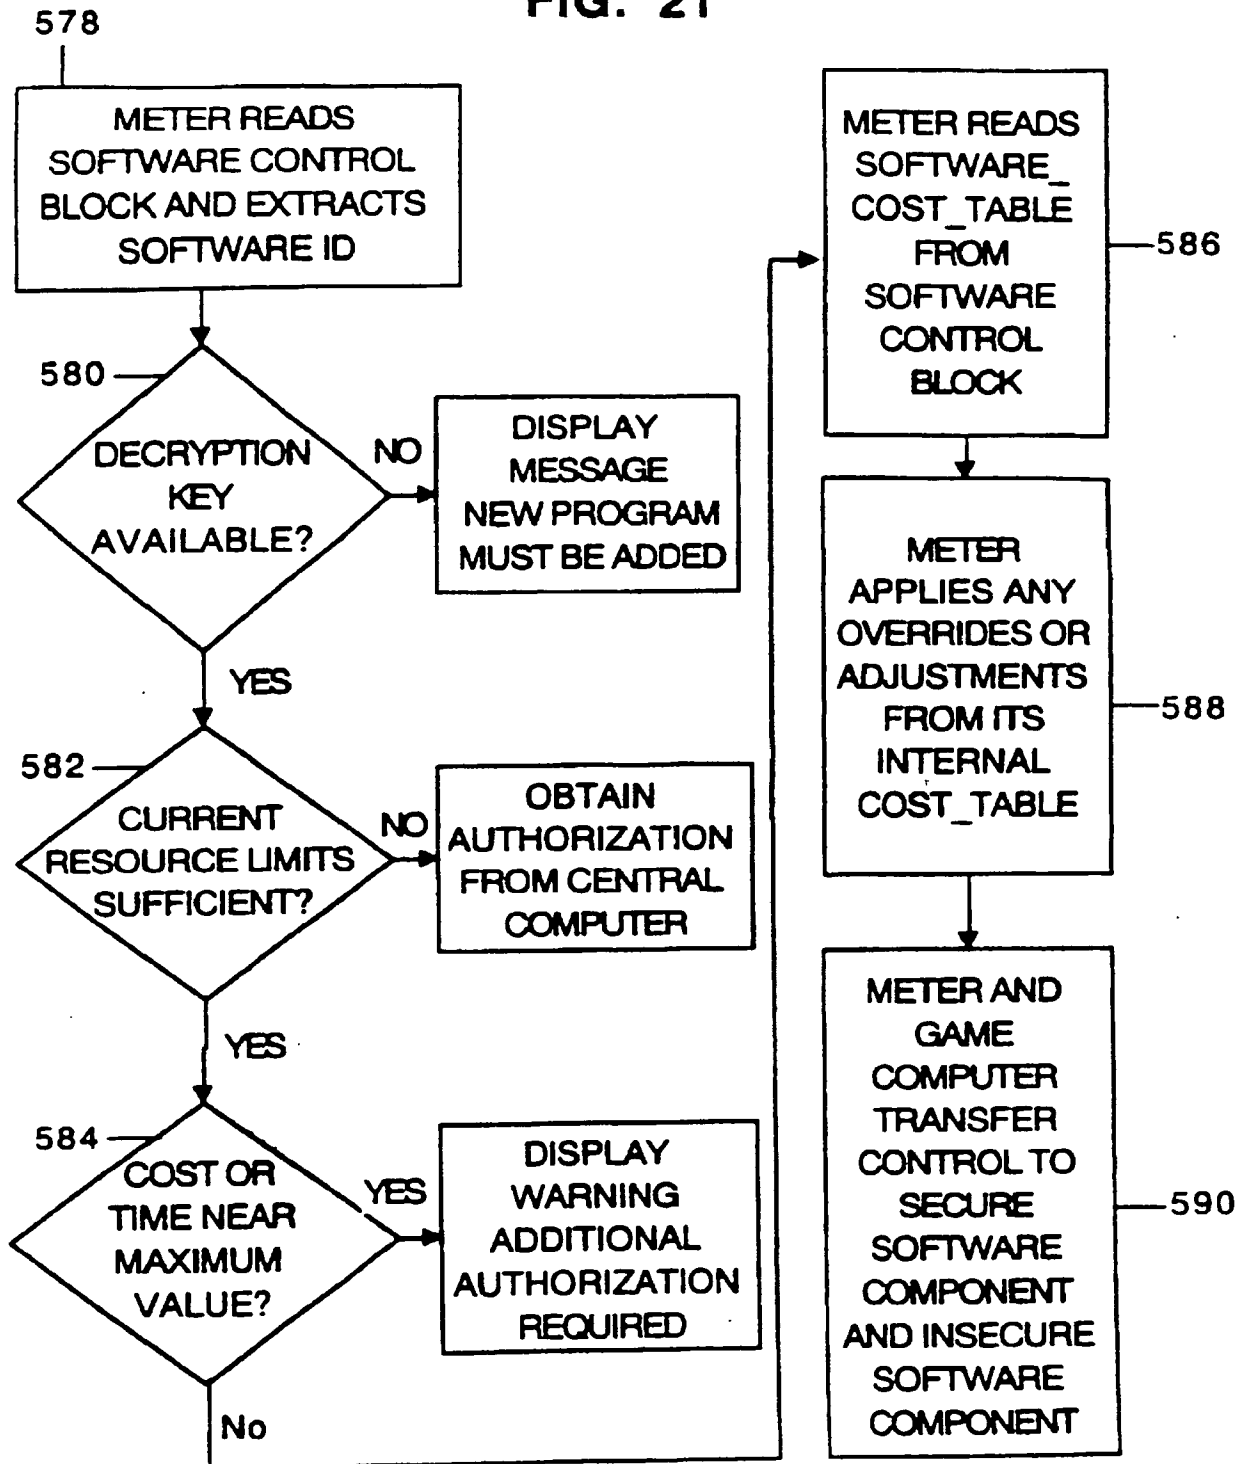 FIG. 21
578
METER READS
SOFTWARE CONTROL
BLOCK AND EXTRACTS
SOFTWARE ID
580
DECRYPTION
KEY
AVAILABLE?
NO
DISPLAY
MESSAGE
NEW PROGRAM
MUST BE ADDED
YES
582
CURRENT
RESOURCE LIMITS
SUFFICIENT?
NO
OBTAIN
AUTHORIZATION
FROM CENTRAL
COMPUTER
YES
584
COST OR
TIME NEAR
MAXIMUM
VALUE?
YES
DISPLAY
WARNING
ADDITIONAL
AUTHORIZATION
REQUIRED
No
METER READS
SOFTWARE_
COST_TABLE
FROM
SOFTWARE
CONTROL
BLOCK
586
METER
APPLIES ANY
OVERRIDES OR
ADJUSTMENTS
FROM ITS
INTERNAL
COST_TABLE
588
METER AND
GAME
COMPUTER
TRANSFER
CONTROL TO
SECURE
SOFTWARE
COMPONENT
AND INSECURE
SOFTWARE
COMPONENT
590